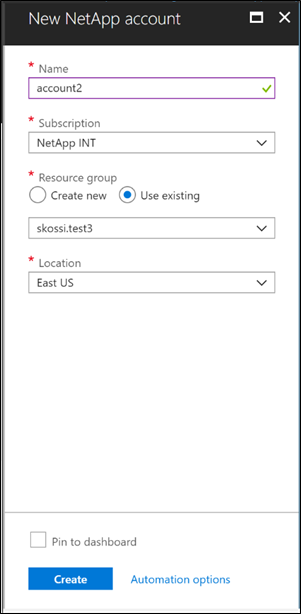 New NetApp account
* Name
account2
* Subscription
NetApp INT
* Resource group
Create new Use existing
skossi.test3
* Location
East US
Pin to dashboard
Create Automation options